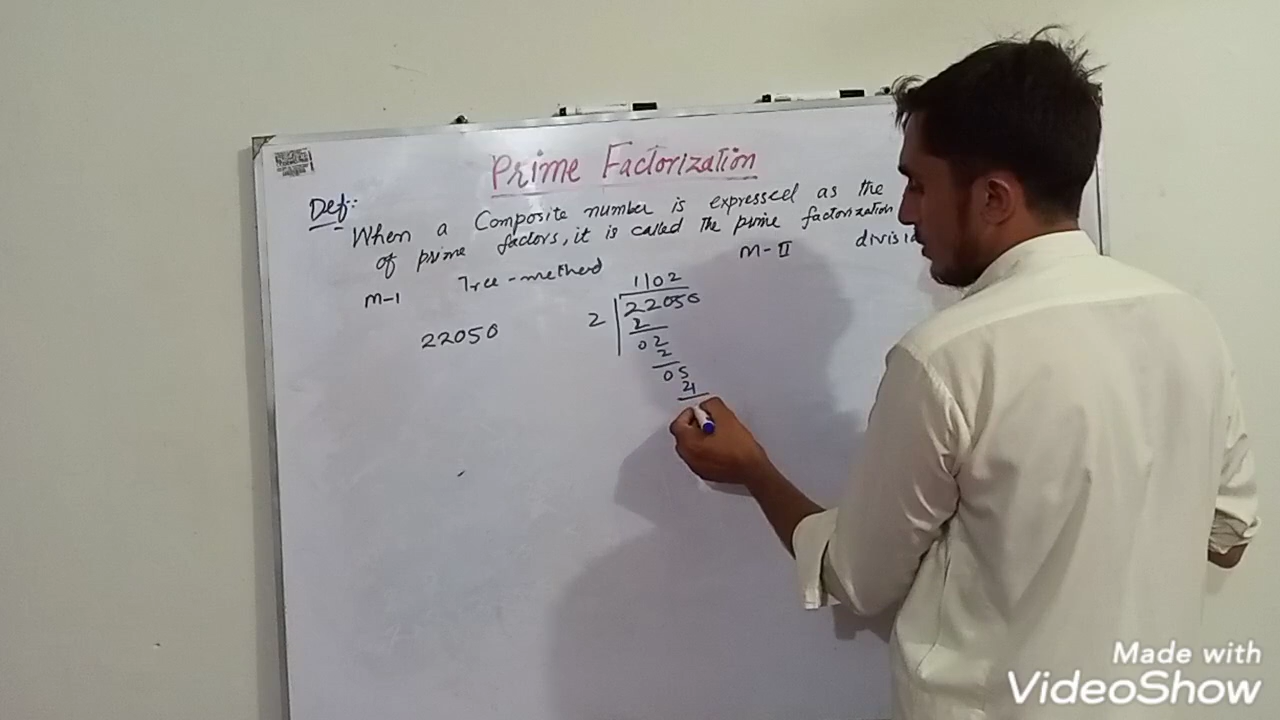 Prime Factorization
Def:
When a Composite number is expressed as the
of prime factors, it is called the prime factorization
M-I Tree-method M-II divisi
22050
1102
2 22050
2
02
2
05
4
Made with
VideoShow